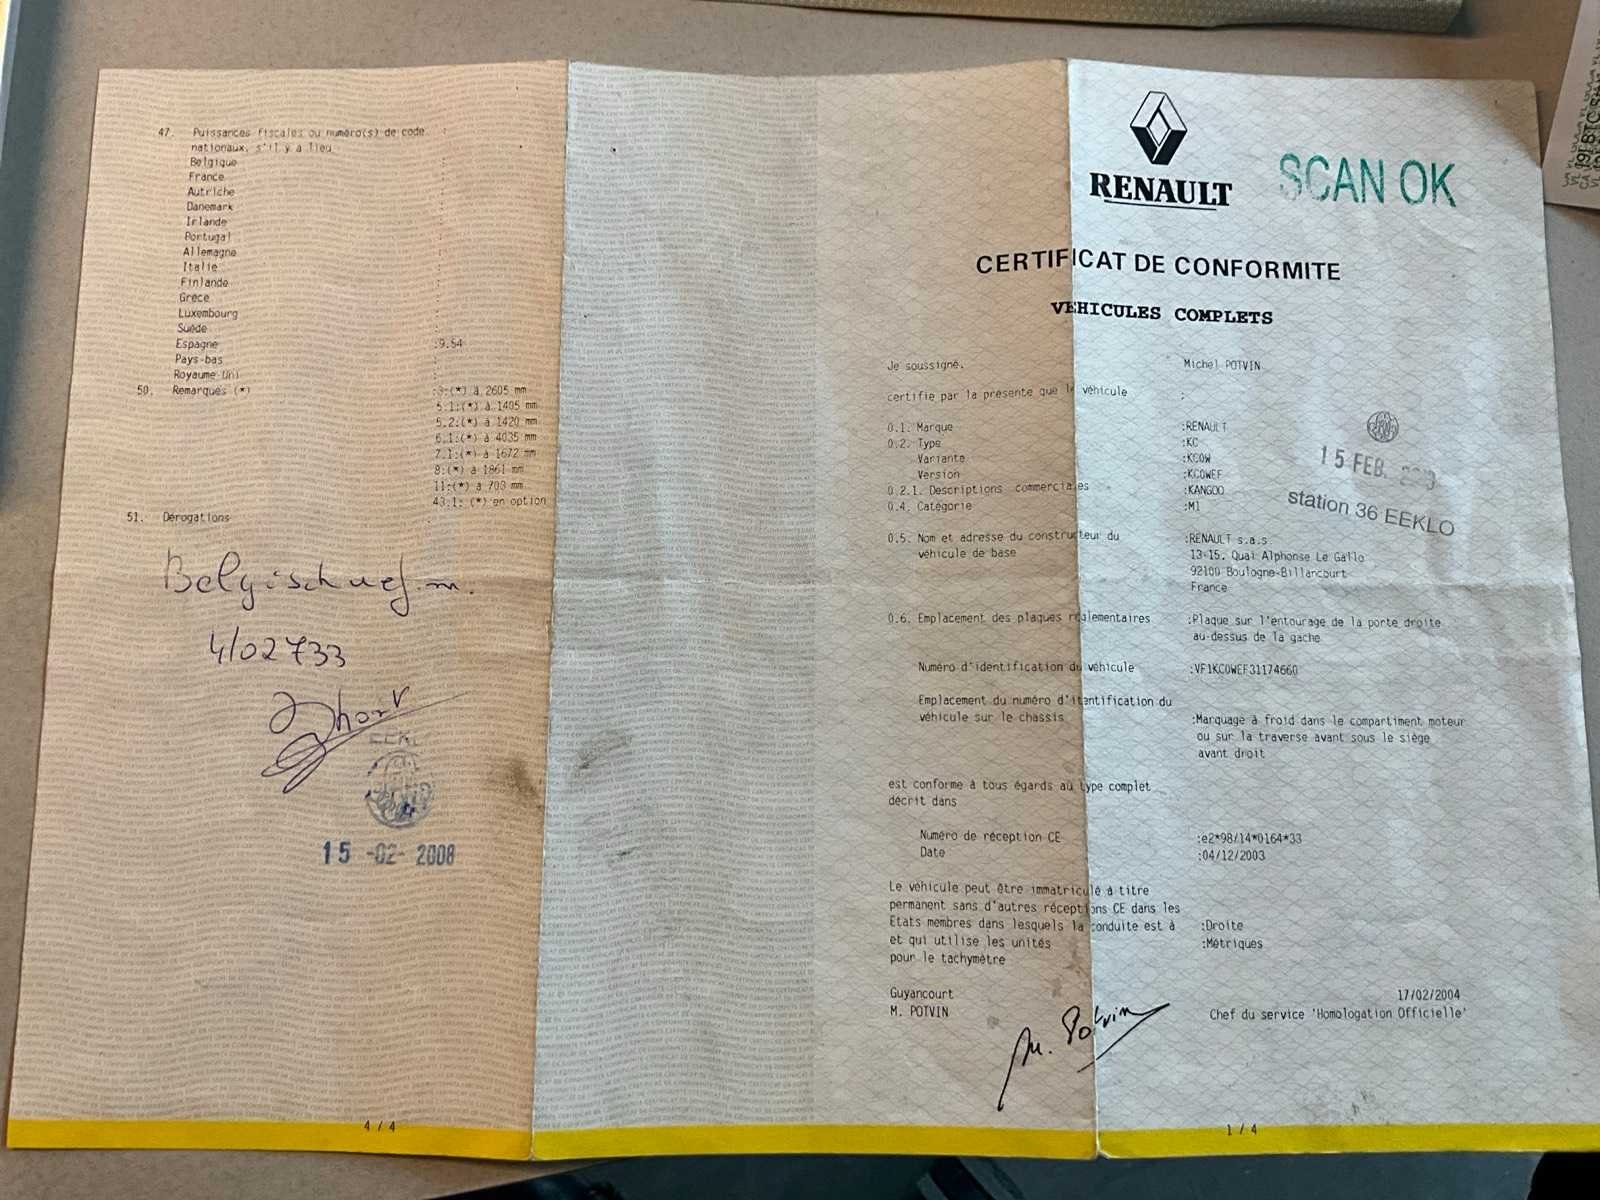 47. Puissances fiscales ou numéro(s) de code :
nationaux, s'il y a lieu.
Belgique :
France :
Autriche :
Danemark :
Irlande :
Portugal :
Allemagne :
Italie :
Finlande :
Grèce :
Luxembourg :
Suède :
Espagne :9.54
Pays-bas :
Royaume-Uni :
50. Remarques (*) :3:(*) à 2605 mm
5.1:(*) à 1405 mm
5.2:(*) à 1420 mm
6.1:(*) à 4035 mm
7.1:(*) à 1672 mm
8:(*) à 1861 mm
11:(*) à 703 mm
43.1: (*) en option
51. Dérogations :
4/02733
EEKL
15 -02- 2008
4 / 4
RENAULT
SCAN OK
CERTIFICAT DE CONFORMITE
VEHICULES COMPLETS
Je soussigné. Michel POTVIN
certifie par la présente que le véhicule :
0.1. Marque :RENAULT
0.2. Type :KC
Variante :KC0W
Version :KC0WEF
0.2.1. Descriptions commerciales :KANGOO
0.4. Catégorie :M1
15 FEB.
station 36 EEKLO
0.5. Nom et adresse du constructeur du :RENAULT s.a.s
véhicule de base 13-15. Quai Alphonse Le Gallo
92100 Boulogne-Billancourt
France
0.6. Emplacement des plaques réglementaires :Plaque sur l'entourage de la porte droite
au-dessus de la gache
Numéro d'identification du véhicule :VF1KC0WEF31174660
Emplacement du numéro d'identification du
véhicule sur le chassis :Marquage à froid dans le compartiment moteur
ou sur la traverse avant sous le siège
avant droit
est conforme à tous égards au type complet
décrit dans
Numéro de réception CE :e2*98/14*0164*33
Date :04/12/2003
Le véhicule peut être immatriculé à titre
permanent sans d'autres réceptions CE dans les
Etats membres dans lesquels la conduite est à :Droite
et qui utilise les unités :Métriques
pour le tachymètre
Guyancourt 17/02/2004
M. POTVIN Chef du service 'Homologation Officielle'
M. Potvin
1 / 4